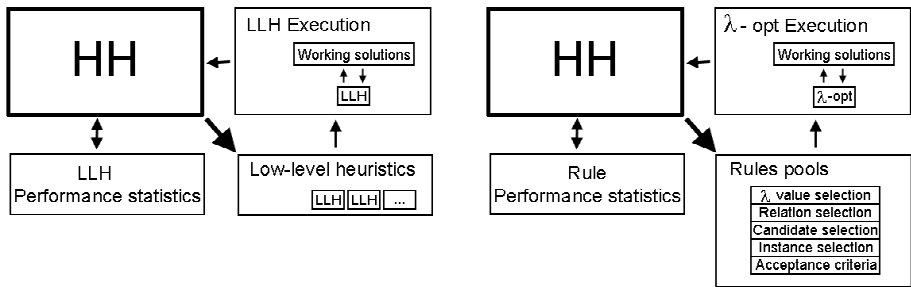 HH
LLH Execution
Working solutions
LLH
LLH
Performance statistics
Low-level heuristics
LLH LLH ...
HH
λ - opt Execution
Working solutions
λ-opt
Rule
Performance statistics
Rules pools
λ value selection
Relation selection
Candidate selection
Instance selection
Acceptance criteria